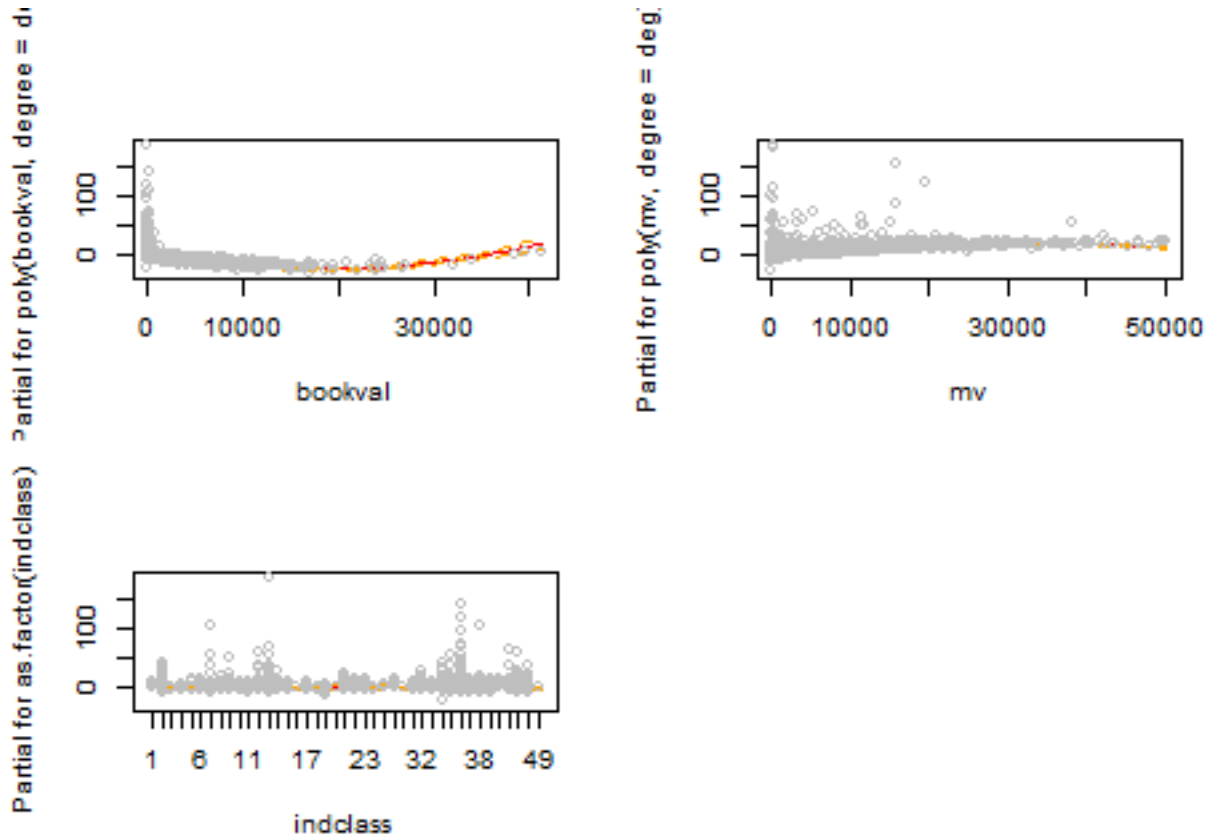 Partial for poly(bookval, degree = de
100
0
0 10000 30000
bookval
Partial for poly(mv, degree = deg
100
0
0 10000 30000 50000
mv
Partial for as.factor(indclass)
100
0
1 6 11 17 23 32 38 49
indclass